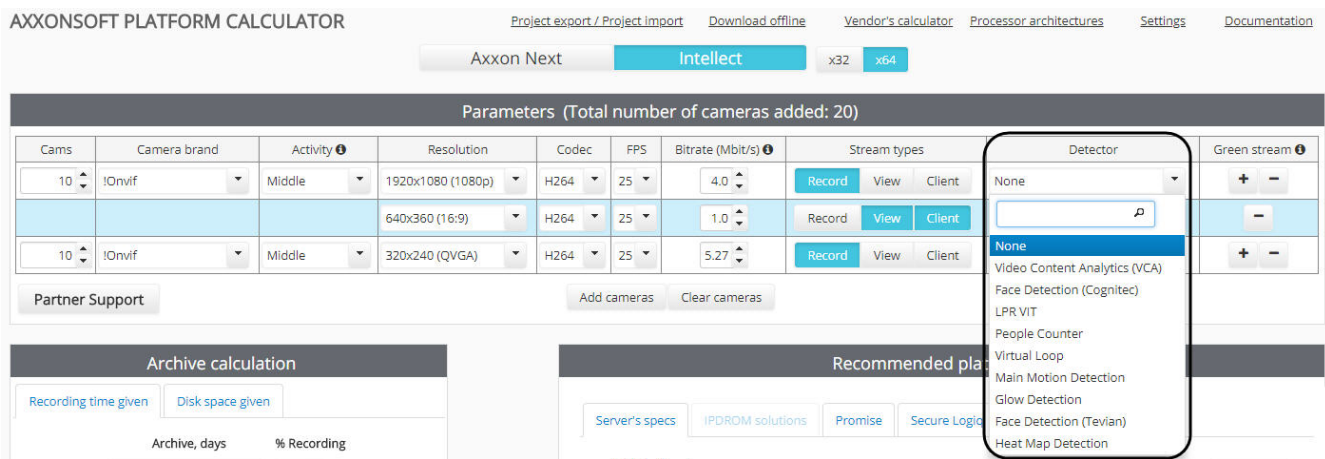 AXXONSOFT PLATFORM CALCULATOR Project export / Project import Download offline Vendor's calculator Processor architectures Settings Documentation
Axxon Next Intellect x32 x64
Parameters (Total number of cameras added: 20)
Cams Camera brand Activity Resolution Codec FPS Bitrate (Mbit/s) Stream types Detector Green stream
10 !Onvif Middle 1920x1080 (1080p) H264 25 4.0 Record View Client None + −
640x360 (16:9) H264 25 1.0 Record View Client −
10 !Onvif Middle 320x240 (QVGA) H264 25 5.27 Record View Client + −
None
Video Content Analytics (VCA)
Face Detection (Cognitec)
LPR VIT
People Counter
Virtual Loop
Main Motion Detection
Glow Detection
Face Detection (Tevian)
Heat Map Detection
Partner Support Add cameras Clear cameras
Archive calculation Recommended pla
Recording time given Disk space given Server's specs IPDROM solutions Promise Secure Logiq
Archive, days % Recording